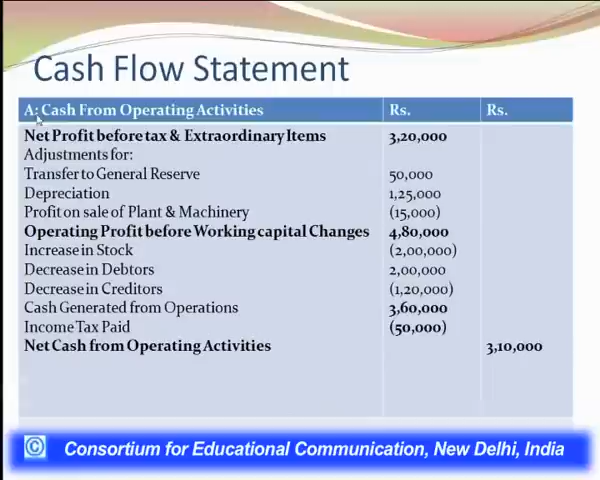 Cash Flow Statement
A: Cash From Operating Activities Rs. Rs.
Net Profit before tax & Extraordinary Items 3,20,000
Adjustments for:
Transfer to General Reserve 50,000
Depreciation 1,25,000
Profit on sale of Plant & Machinery (15,000)
Operating Profit before Working capital Changes 4,80,000
Increase in Stock (2,00,000)
Decrease in Debtors 2,00,000
Decrease in Creditors (1,20,000)
Cash Generated from Operations 3,60,000
Income Tax Paid (50,000)
Net Cash from Operating Activities 3,10,000
© Consortium for Educational Communication, New Delhi, India